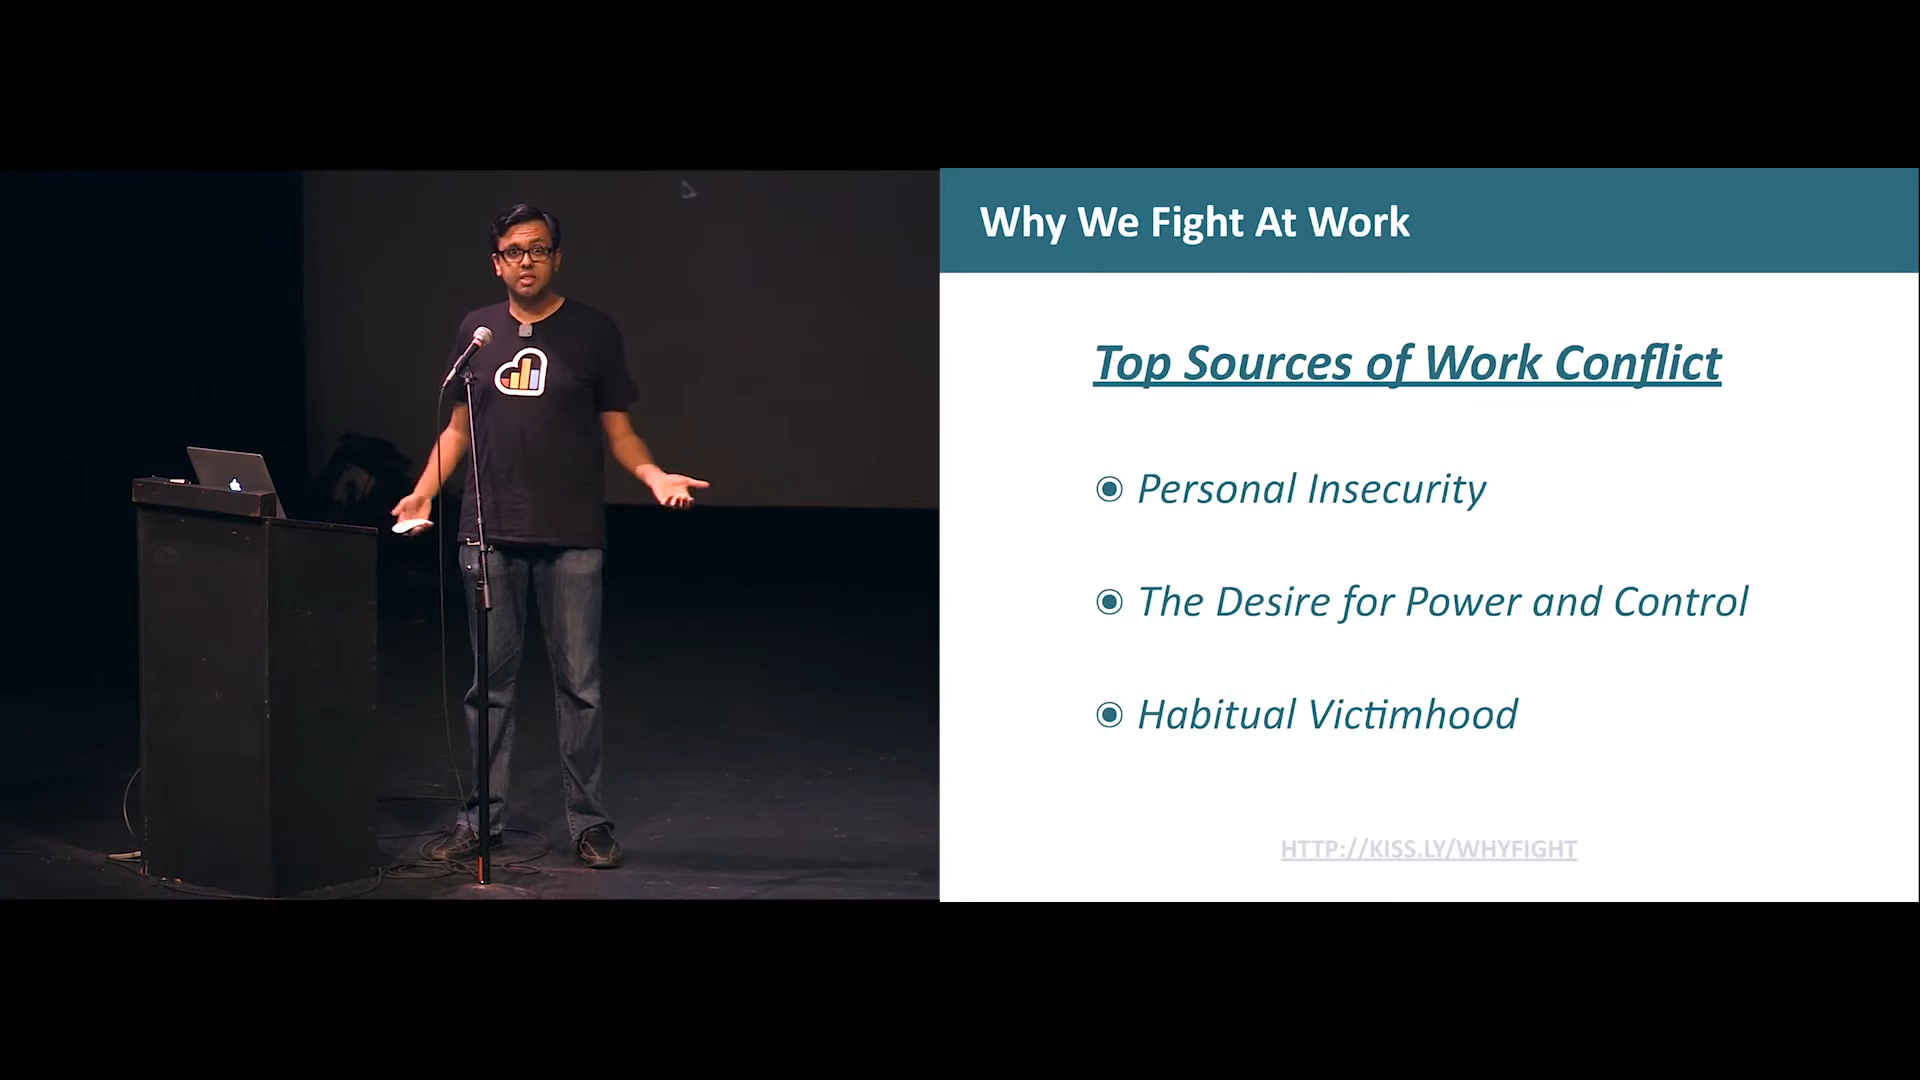 Why We Fight At Work
Top Sources of Work Conflict
Personal Insecurity
The Desire for Power and Control
Habitual Victimhood
HTTP://KISS.LY/WHYFIGHT